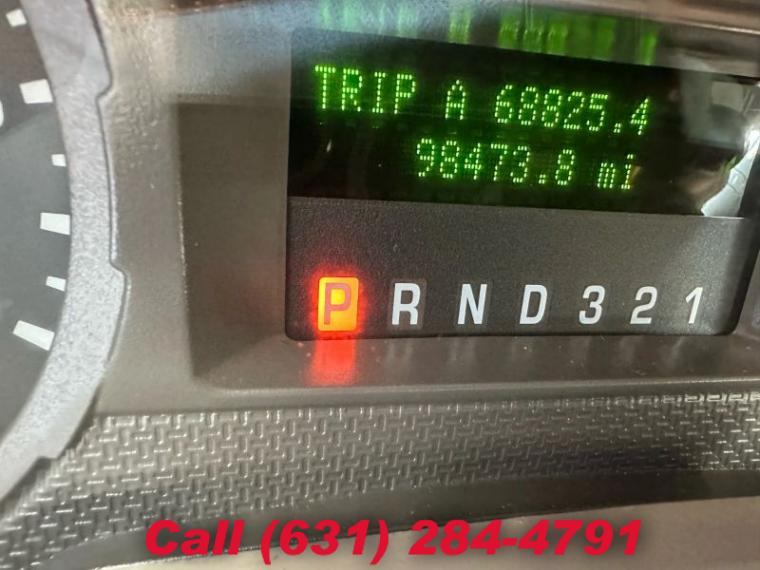 TRIP A 68825.4
98473.8 mi
P R N D 3 2 1
Call (631) 284-4791